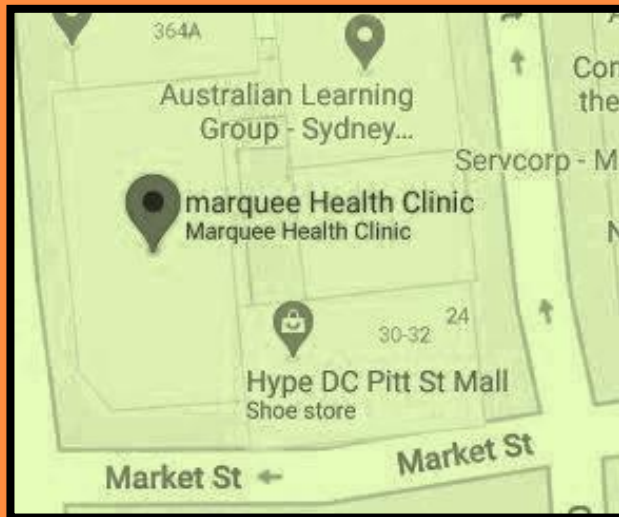 364A
Australian Learning
Group - Sydney...
Servcorp - M
marquee Health Clinic
Marquee Health Clinic
30-32
24
Hype DC Pitt St Mall
Shoe store
Market St
Market St